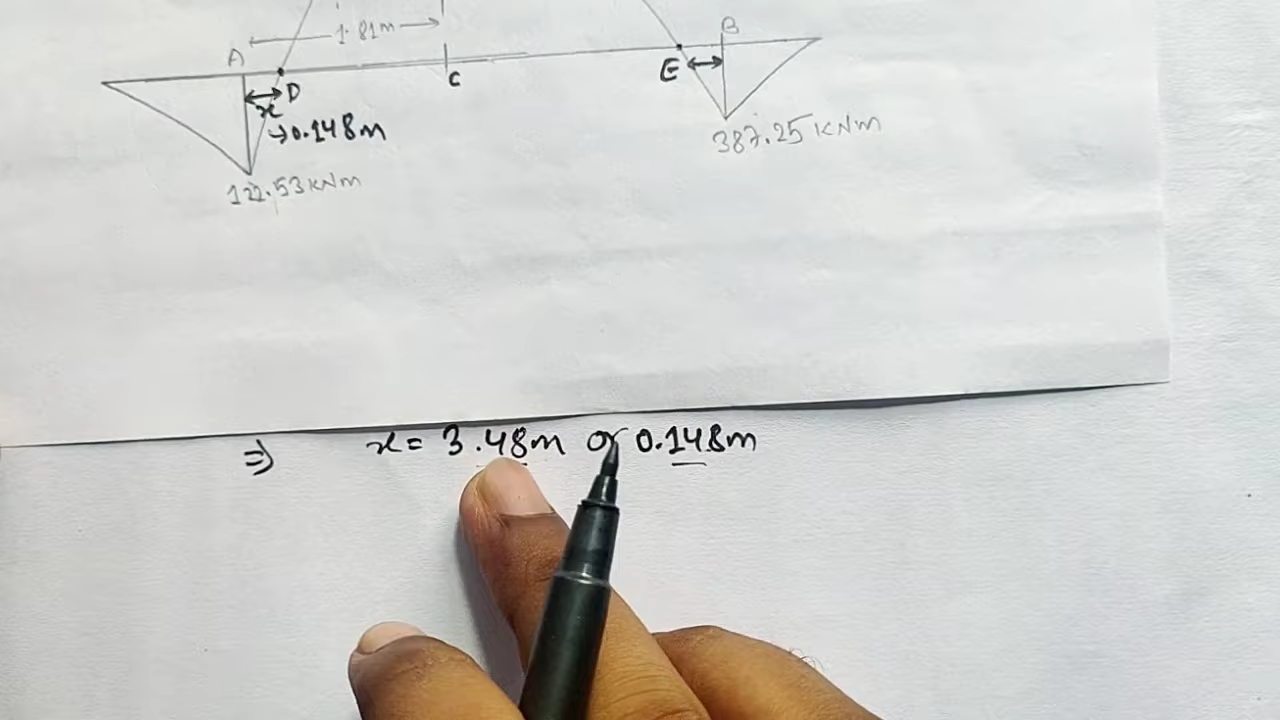 1.81m
A
B
D
C
E
x
→0.148m
387.25 KNm
122.53 KNm
⇒ x = 3.48m or 0.148m